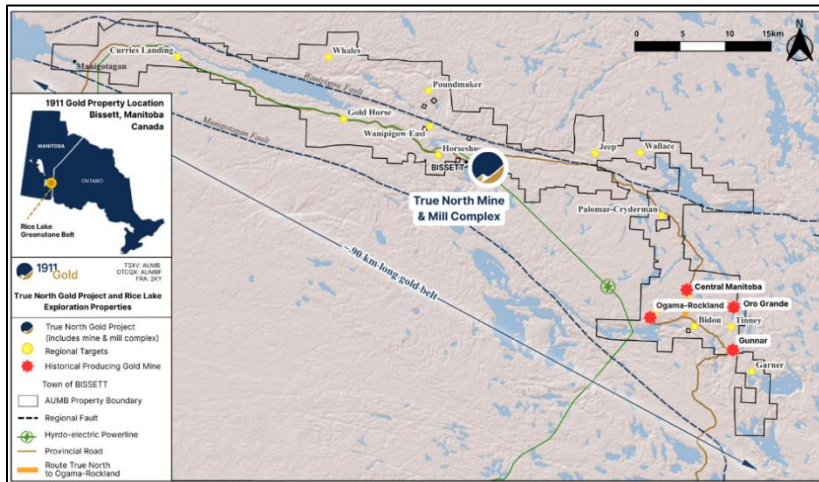 N
0 5 10 15km
Curries Landing
Manigotagan
Whales
Wanipigow Fault
Poundmaker
Manigotagan Fault
Gold Horse
Wanipigow East
Horseshoe
BISSETT
Jeep
Wallace
True North Mine
& Mill Complex
Palomar-Cryderman
~90 km-long gold belt
Central Manitoba
Oro Grande
Ogama-Rockland
Bidou
Tinney
Gunnar
Garner
1911 Gold Property Location
Bissett, Manitoba
Canada
MANITOBA
ONTARIO
Rice Lake
Greenstone Belt
1911
Gold
TSXV: AUMB
OTCQX: AUMBF
FRA: 2KY
True North Gold Project and Rice Lake
Exploration Properties
True North Gold Project
(includes mine & mill complex)
Regional Targets
Historical Producing Gold Mine
Town of BISSETT
AUMB Property Boundary
Regional Fault
Hyrdo-electric Powerline
Provincial Road
Route True North
to Ogama-Rockland